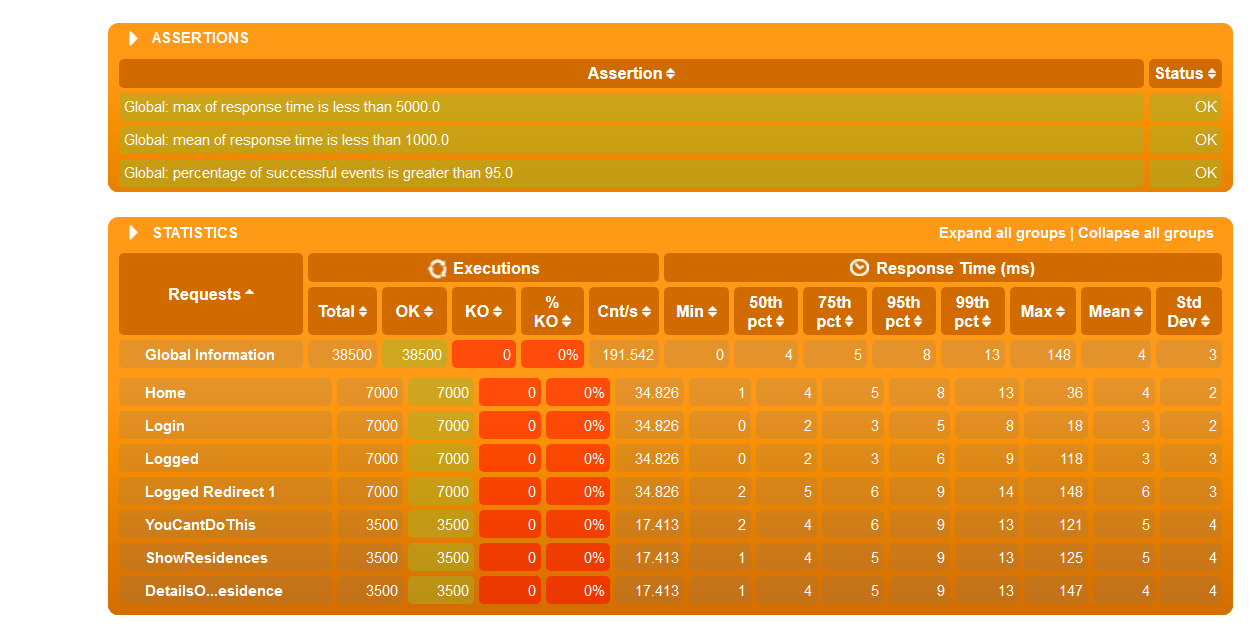 ASSERTIONS
Assertion Status
Global: max of response time is less than 5000.0 OK
Global: mean of response time is less than 1000.0 OK
Global: percentage of successful events is greater than 95.0 OK
STATISTICS Expand all groups | Collapse all groups
Requests Executions Response Time (ms)
Total OK KO % KO Cnt/s Min 50th pct 75th pct 95th pct 99th pct Max Mean Std Dev
Global Information 38500 38500 0 0% 191.542 0 4 5 8 13 148 4 3
Home 7000 7000 0 0% 34.826 1 4 5 8 13 36 4 2
Login 7000 7000 0 0% 34.826 0 2 3 5 8 18 3 2
Logged 7000 7000 0 0% 34.826 0 2 3 6 9 118 3 3
Logged Redirect 1 7000 7000 0 0% 34.826 2 5 6 9 14 148 6 3
YouCantDoThis 3500 3500 0 0% 17.413 2 4 6 9 13 121 5 4
ShowResidences 3500 3500 0 0% 17.413 1 4 5 9 13 125 5 4
DetailsO...esidence 3500 3500 0 0% 17.413 1 4 5 9 13 147 4 4